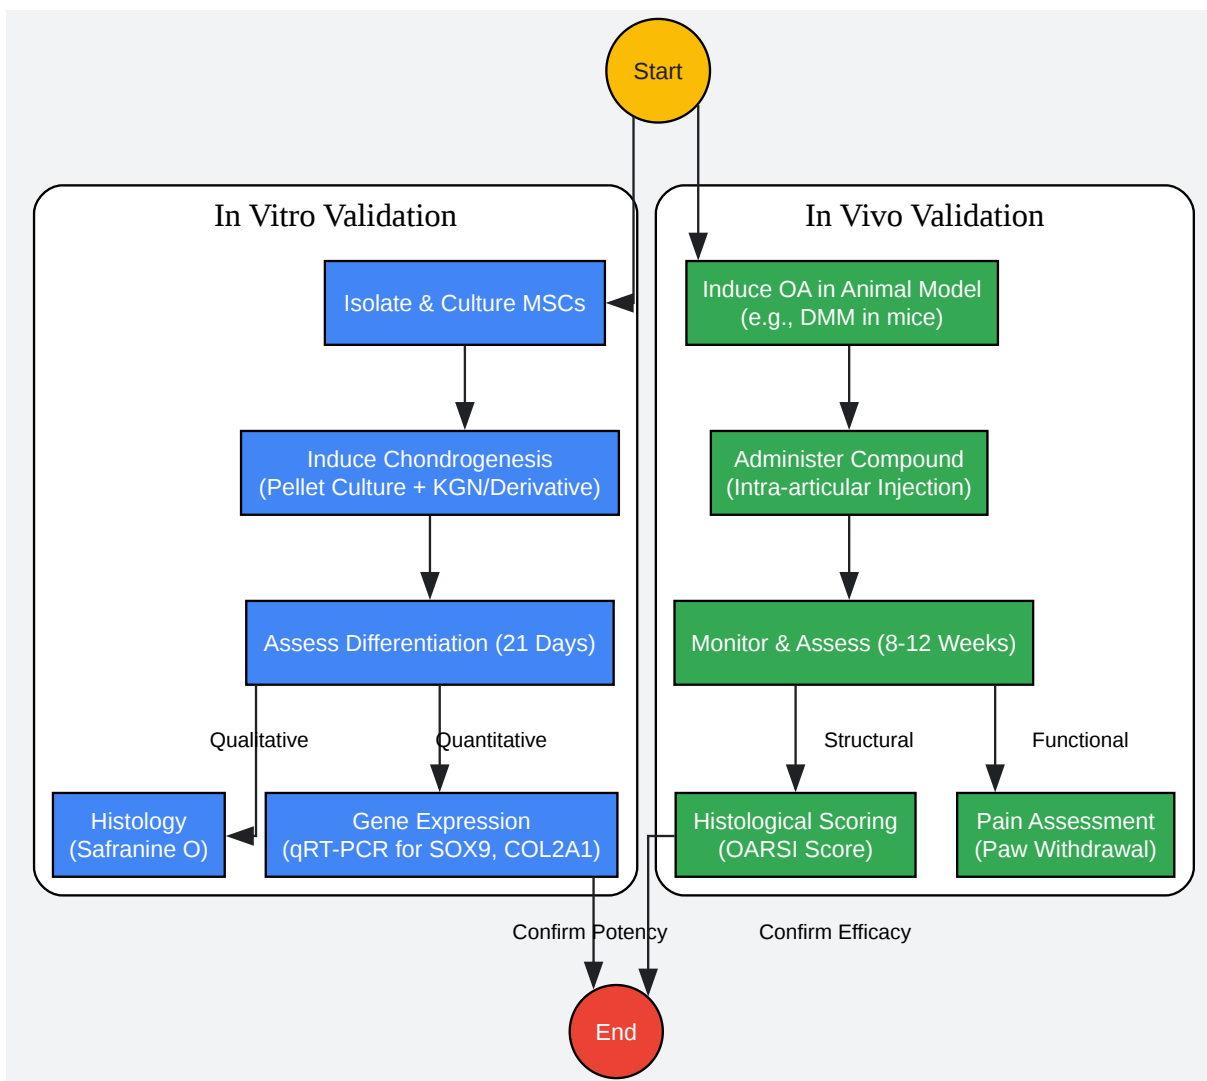 Start
In Vitro Validation
Isolate & Culture MSCs
Induce Chondrogenesis
(Pellet Culture + KGN/Derivative)
Assess Differentiation (21 Days)
Qualitative
Quantitative
Histology
(Safranine O)
Gene Expression
(qRT-PCR for SOX9, COL2A1)
Confirm Potency
In Vivo Validation
Induce OA in Animal Model
(e.g., DMM in mice)
Administer Compound
(Intra-articular Injection)
Monitor & Assess (8-12 Weeks)
Structural
Functional
Histological Scoring
(OARSI Score)
Pain Assessment
(Paw Withdrawal)
Confirm Efficacy
End